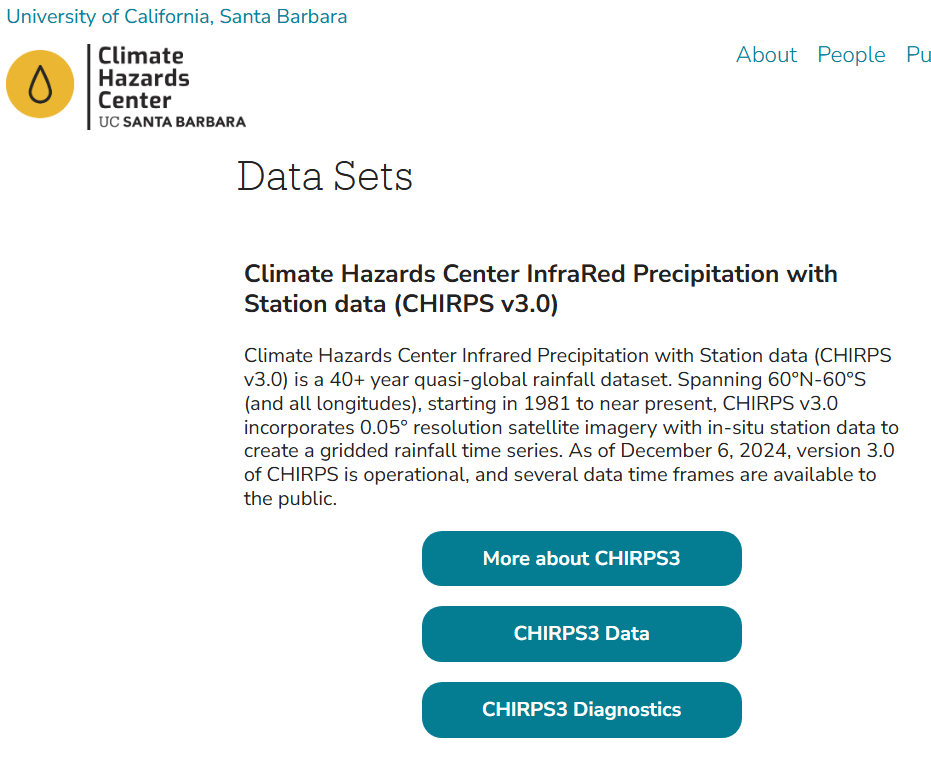 University of California, Santa Barbara
Climate
Hazards
Center
UC SANTA BARBARA
About People Pu
Data Sets
Climate Hazards Center InfraRed Precipitation with
Station data (CHIRPS v3.0)
Climate Hazards Center Infrared Precipitation with Station data (CHIRPS
v3.0) is a 40+ year quasi-global rainfall dataset. Spanning 60°N-60°S
(and all longitudes), starting in 1981 to near present, CHIRPS v3.0
incorporates 0.05° resolution satellite imagery with in-situ station data to
create a gridded rainfall time series. As of December 6, 2024, version 3.0
of CHIRPS is operational, and several data time frames are available to
the public.
More about CHIRPS3
CHIRPS3 Data
CHIRPS3 Diagnostics